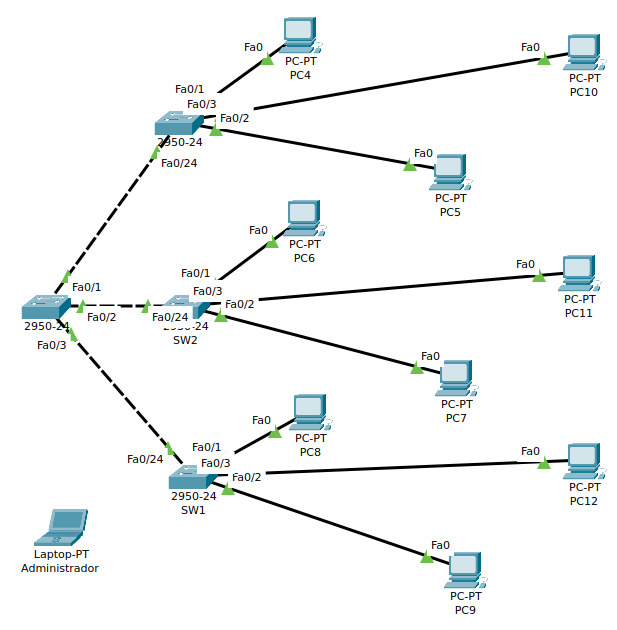 Fa0
PC-PT
PC4
Fa0
PC-PT
PC10
Fa0/1
Fa0/3
Fa0/2
2950-24
Fa0/24
Fa0
PC-PT
PC5
Fa0
PC-PT
PC6
Fa0
PC-PT
PC11
Fa0/1
Fa0/3
Fa0/2
Fa0/24
2950-24
SW2
Fa0/1
Fa0/2
2950-24
Fa0/3
Fa0
PC-PT
PC7
Fa0
PC-PT
PC8
Fa0
PC-PT
PC12
Fa0/1
Fa0/3
Fa0/2
Fa0/24
2950-24
SW1
Fa0
PC-PT
PC9
Laptop-PT
Administrador